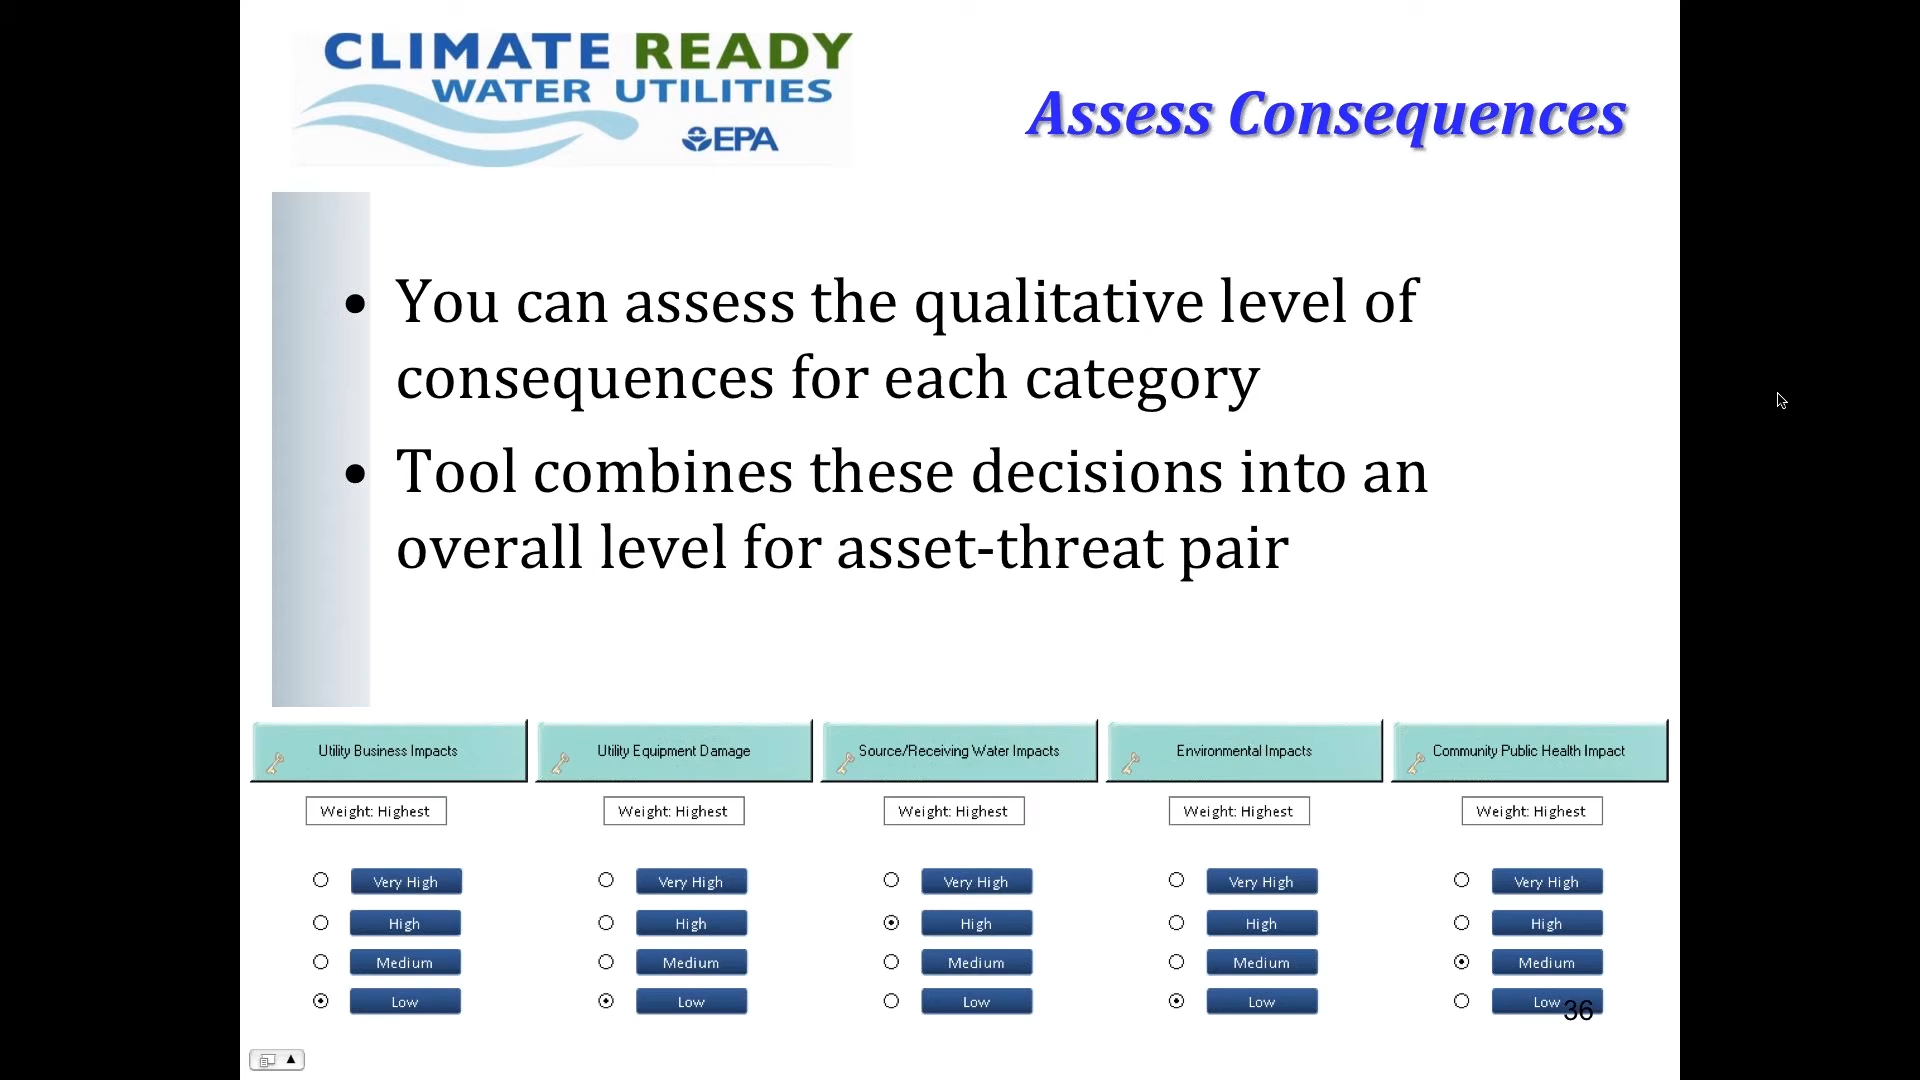 CLIMATE READY
WATER UTILITIES
EPA
Assess Consequences
• You can assess the qualitative level of
consequences for each category
• Tool combines these decisions into an
overall level for asset-threat pair
Utility Business Impacts
Utility Equipment Damage
Source/Receiving Water Impacts
Environmental Impacts
Community Public Health Impact
Weight: Highest
Weight: Highest
Weight: Highest
Weight: Highest
Weight: Highest
Very High
Very High
Very High
Very High
Very High
High
High
High
High
High
Medium
Medium
Medium
Medium
Medium
Low
Low
Low
Low
Low
36